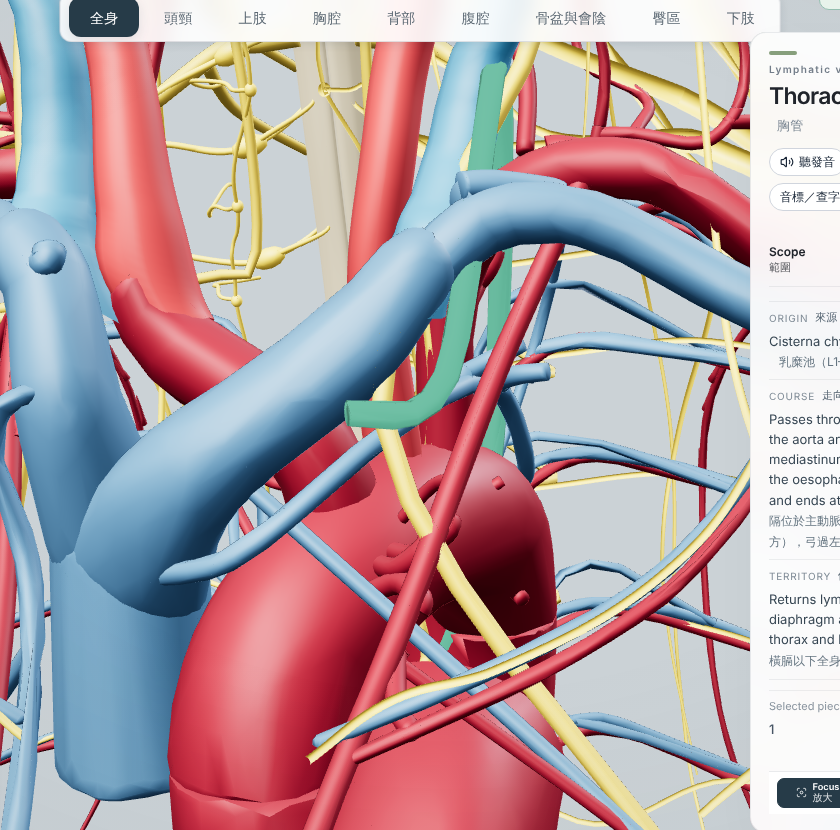 全身 頭頸 上肢 胸腔 背部 腹腔 骨盆與會陰 臀區 下肢
Lymphatic
Thorac
胸管
聽發音
音標／查字
Scope
範圍
ORIGIN 來源
Cisterna ch
乳糜池（L1
COURSE 走向
Passes thro
the aorta an
mediastinum
the oesopha
and ends at
隔位於主動脈
方），弓過左
TERRITORY
Returns lym
diaphragm a
thorax and
橫膈以下全身
Selected piec
1
Focus
放大